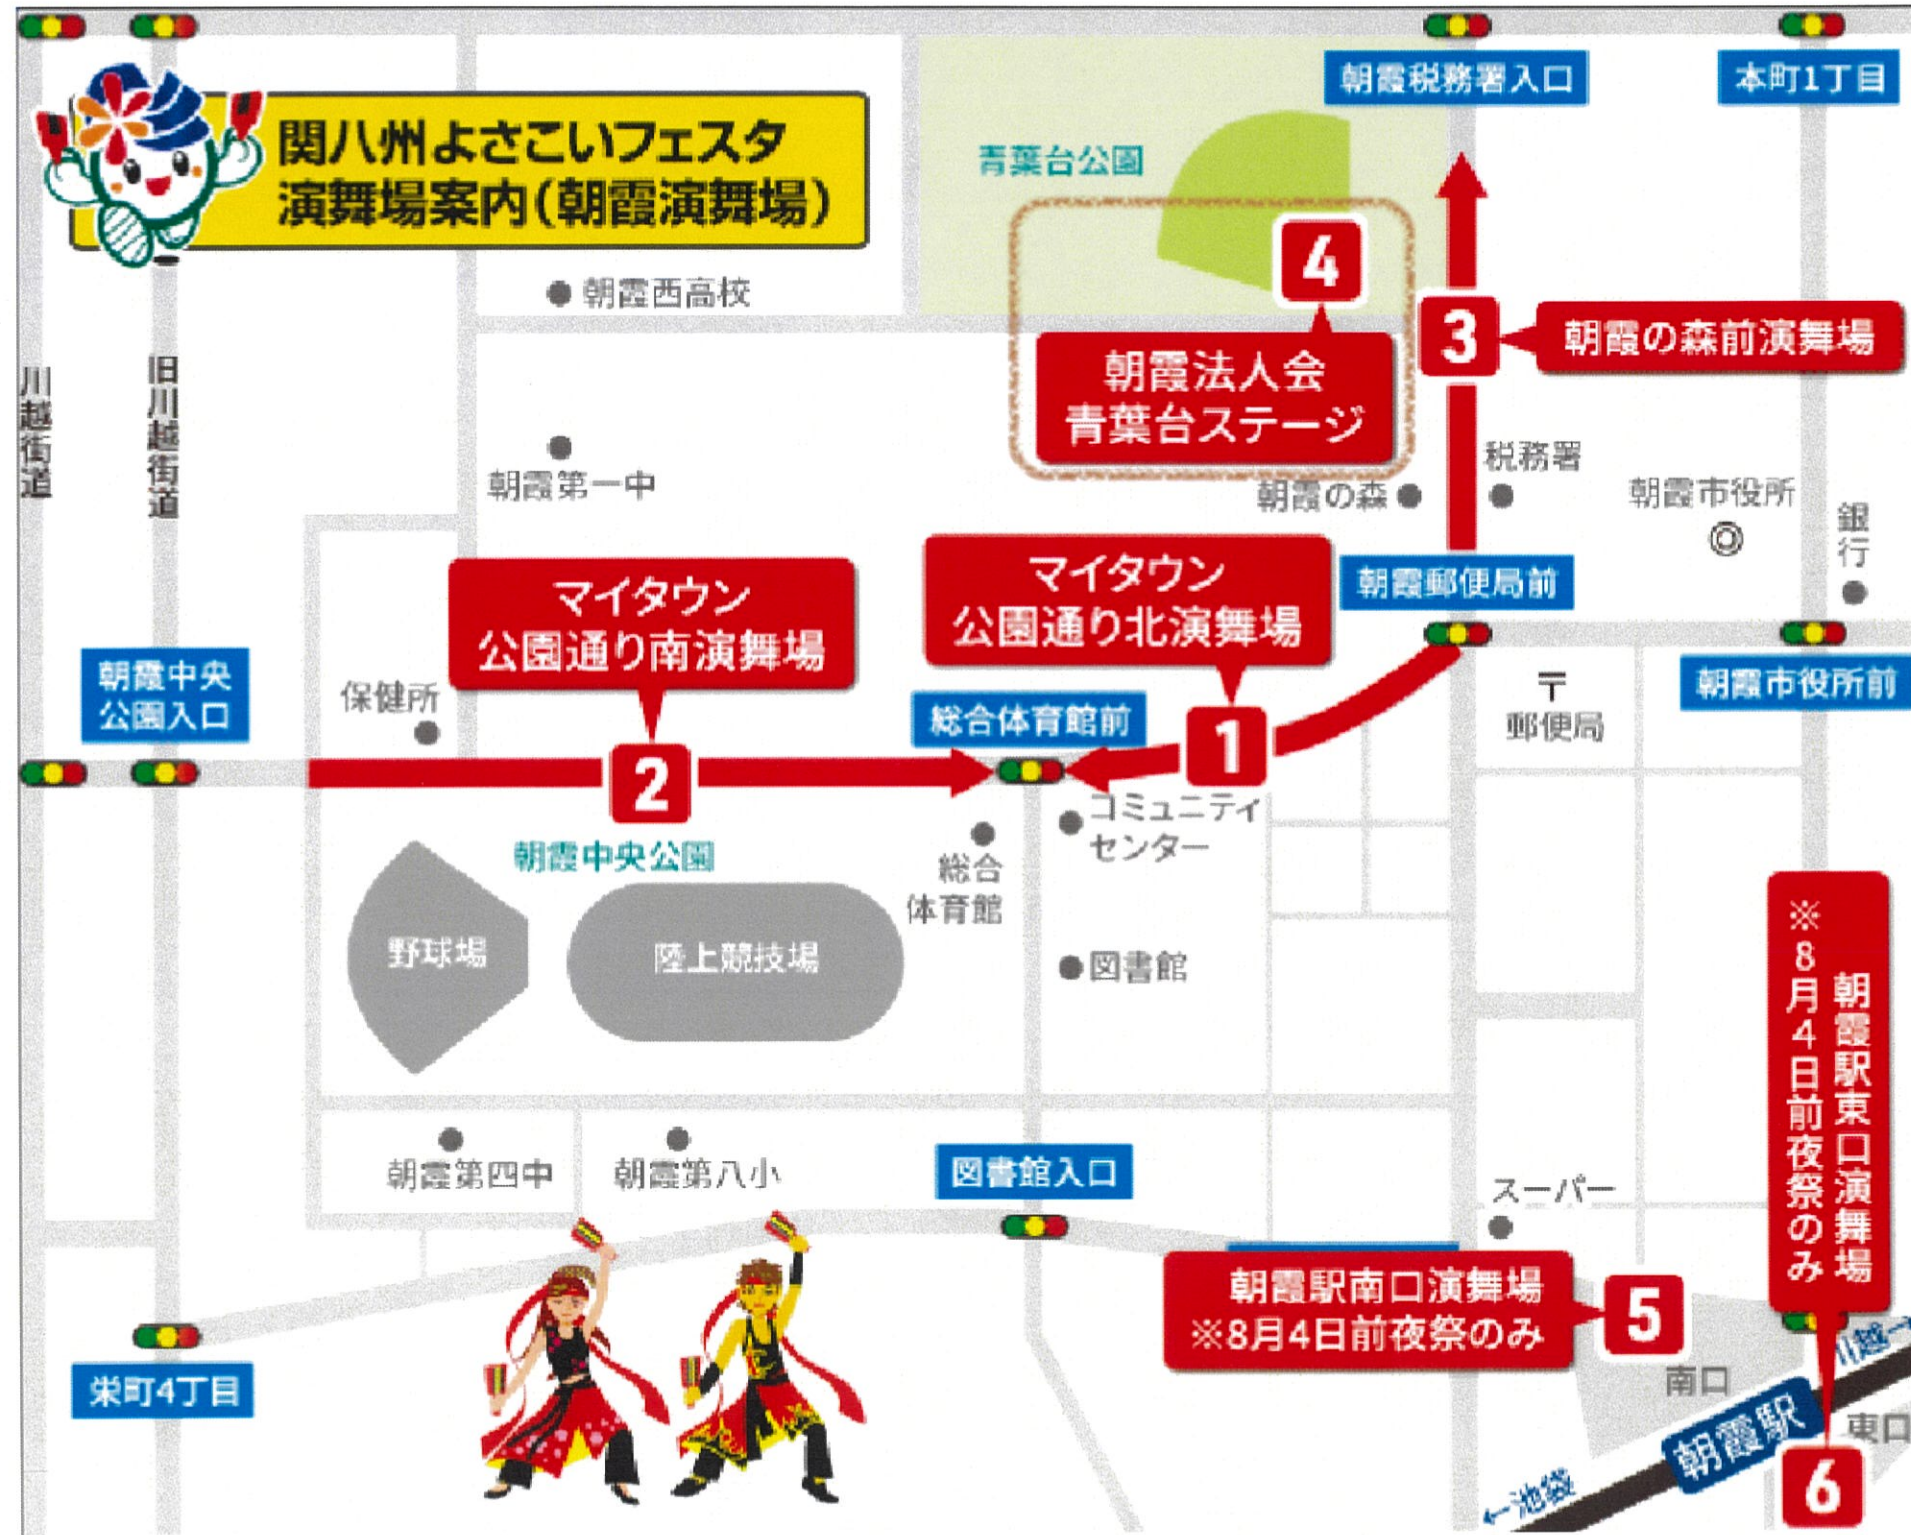 関八州よさこいフェスタ
演舞場案内(朝霞演舞場)
朝霞税務署入口
本町1丁目
青葉台公園
4
朝霞西高校
3
朝霞の森前演舞場
朝霞法人会
青葉台ステージ
川越街道
旧川越街道
朝霞第一中
税務署
朝霞の森
朝霞市役所
銀行
マイタウン
公園通り南演舞場
マイタウン
公園通り北演舞場
朝霞郵便局前
朝霞中央
公園入口
保健所
総合体育館前
〒
郵便局
朝霞市役所前
2
1
朝霞中央公園
コミュニティ
センター
総合
体育館
野球場
陸上競技場
図書館
朝霞駅東口演舞場
※8月4日前夜祭のみ
朝霞第四中
朝霞第八小
図書館入口
スーパー
朝霞駅南口演舞場
※8月4日前夜祭のみ
5
栄町4丁目
南口
川越→
朝霞駅
東口
←池袋
6